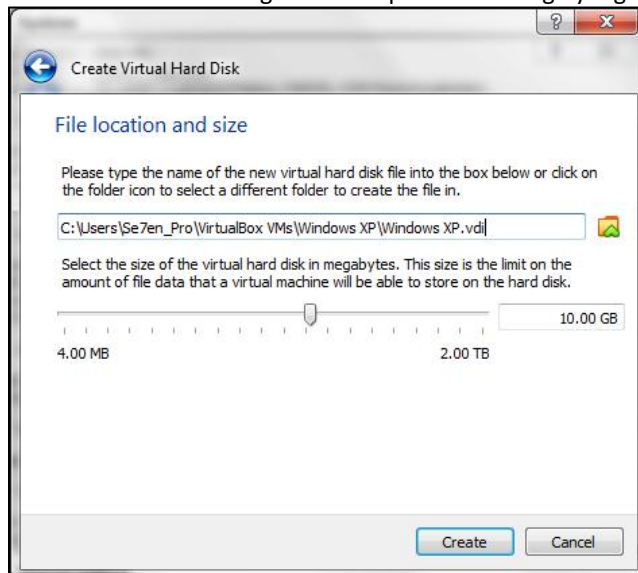 Create Virtual Hard Disk
File location and size
Please type the name of the new virtual hard disk file into the box below or click on
the folder icon to select a different folder to create the file in.
C:\Users\Se7en_Pro\VirtualBox VMs\Windows XP\Windows XP.vdi
Select the size of the virtual hard disk in megabytes. This size is the limit on the
amount of file data that a virtual machine will be able to store on the hard disk.
10.00 GB
4.00 MB 2.00 TB
Create Cancel